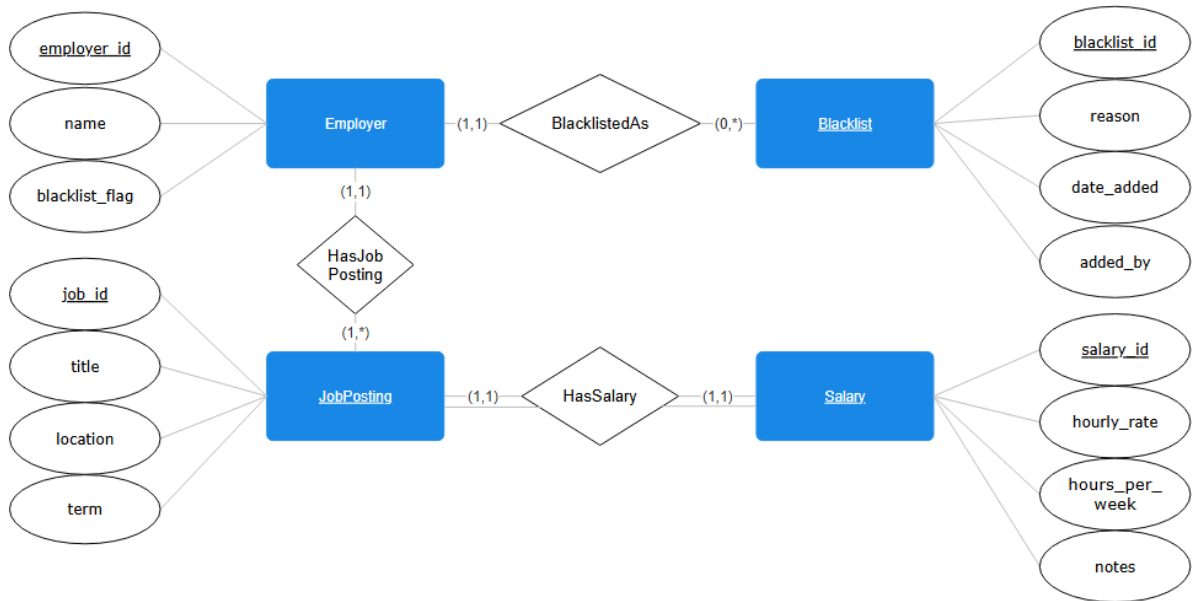 employer_id
name
blacklist_flag
Employer
(1,1)
BlacklistedAs
(0,*)
Blacklist
blacklist_id
reason
date_added
added_by
(1,1)
HasJob
Posting
(1,*)
job_id
title
location
term
JobPosting
(1,1)
HasSalary
(1,1)
Salary
salary_id
hourly_rate
hours_per_
week
notes